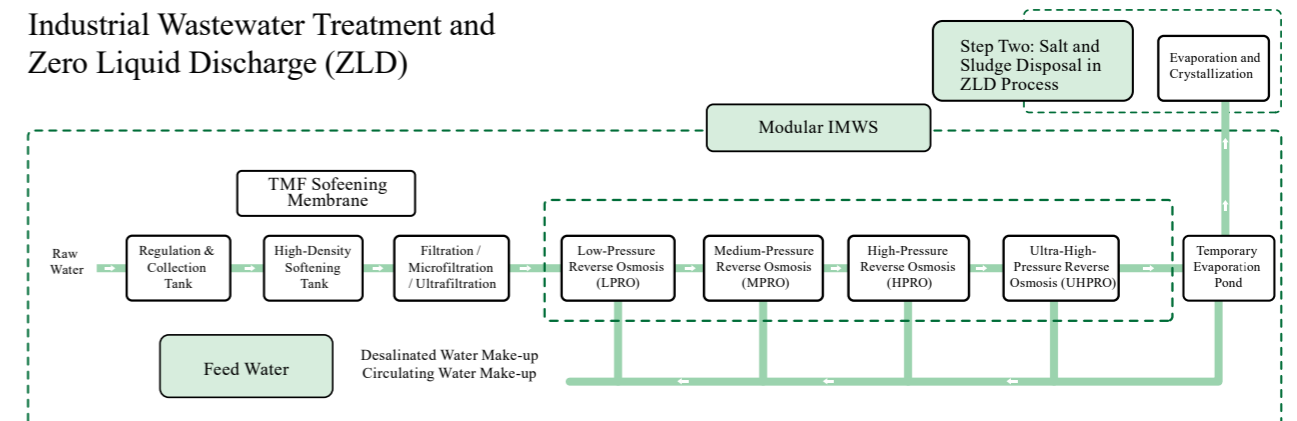 Industrial Wastewater Treatment and
Zero Liquid Discharge (ZLD)
Step Two: Salt and
Sludge Disposal in
ZLD Process
Evaporation and
Crystallization
Modular IMWS
TMF Sofeening
Membrane
Raw
Water
Regulation &
Collection
Tank
High-Density
Softening
Tank
Filtration /
Microfiltration
/ Ultrafiltration
Low-Pressure
Reverse Osmosis
(LPRO)
Medium-Pressure
Reverse Osmosis
(MPRO)
High-Pressure
Reverse Osmosis
(HPRO)
Ultra-High-
Pressure Reverse
Osmosis (UHPRO)
Temporary
Evaporation
Pond
Feed Water
Desalinated Water Make-up
Circulating Water Make-up